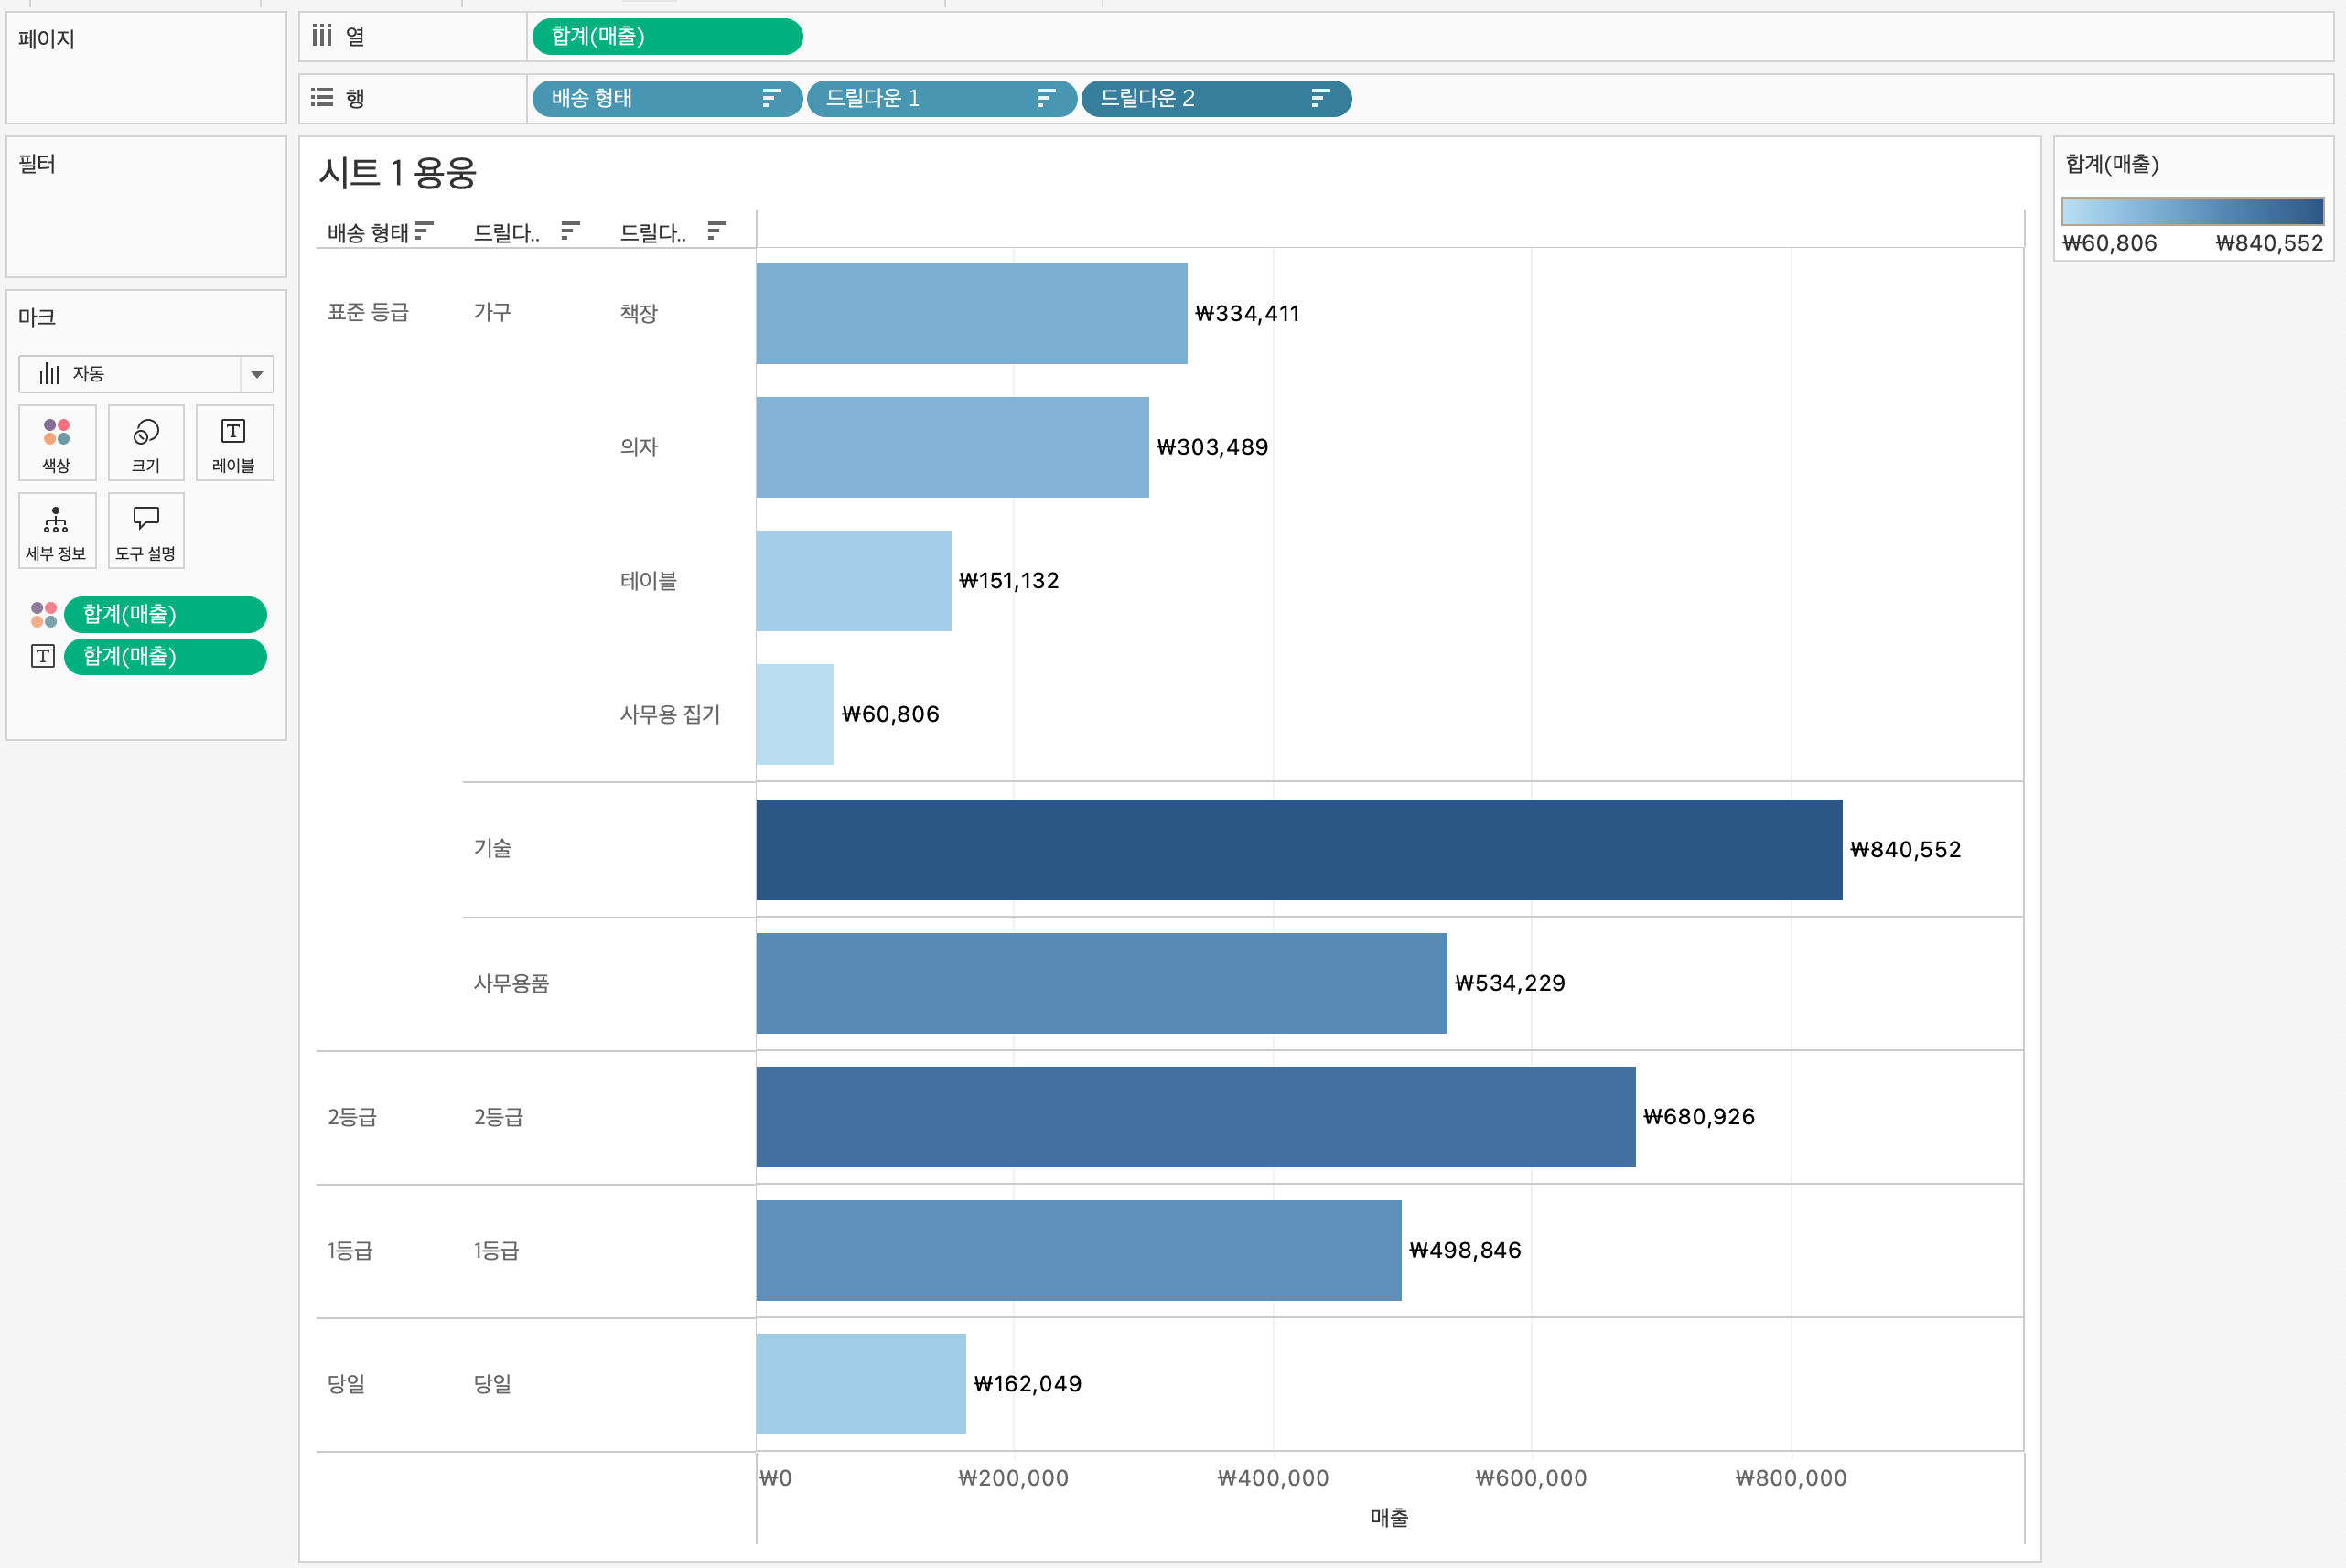 페이지
열
합계(매출)
행
배송 형태
드릴다운 1
드릴다운 2
필터
마크
자동
색상
크기
레이블
세부 정보
도구 설명
합계(매출)
합계(매출)
시트 1 용웅
배송 형태 드릴다.. 드릴다..
표준 등급 가구 책장 ₩334,411
의자 ₩303,489
테이블 ₩151,132
사무용 집기 ₩60,806
기술 ₩840,552
사무용품 ₩534,229
2등급 2등급 ₩680,926
1등급 1등급 ₩498,846
당일 당일 ₩162,049
₩0 ₩200,000 ₩400,000 ₩600,000 ₩800,000
매출
합계(매출)
₩60,806 ₩840,552